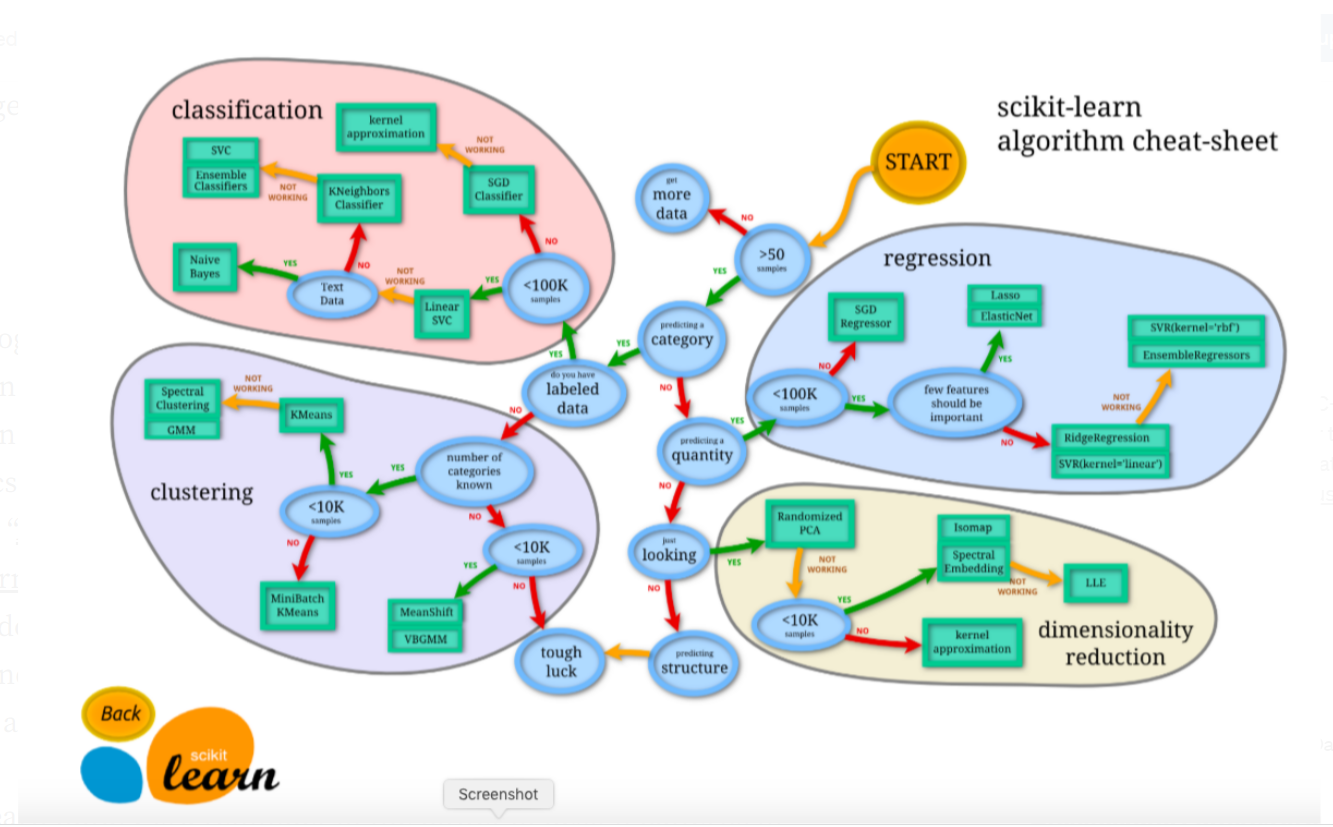 scikit-learn
algorithm cheat-sheet
START
get
more
data
NO
>50
samples
YES
predicting a
category
YES
NO
do you have
labeled
data
YES
NO
predicting a
quantity
YES
NO
just
looking
YES
NO
predicting
structure
tough
luck
classification
kernel
approximation
NOT
WORKING
SGD
Classifier
NO
<100K
samples
YES
Linear
SVC
NOT
WORKING
Text
Data
YES
Naive
Bayes
NO
KNeighbors
Classifier
NOT
WORKING
SVC
Ensemble
Classifiers
clustering
number of
categories
known
YES
NO
<10K
samples
YES
KMeans
NOT
WORKING
Spectral
Clustering
GMM
NO
MiniBatch
KMeans
<10K
samples
YES
MeanShift
VBGMM
NO
regression
<100K
samples
NO
SGD
Regressor
YES
few features
should be
important
YES
Lasso
ElasticNet
NO
RidgeRegression
SVR(kernel='linear')
NOT
WORKING
SVR(kernel='rbf')
EnsembleRegressors
dimensionality
reduction
Randomized
PCA
NOT
WORKING
<10K
samples
YES
Isomap
Spectral
Embedding
NOT
WORKING
LLE
NO
kernel
approximation
Back
scikit
learn
Screenshot